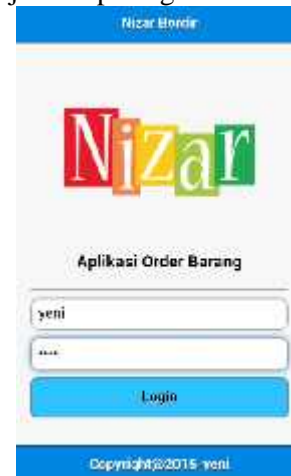 Nizar Bordir
Nizar
Aplikasi Order Barang
yeni
••••
Login
Copyright@2015 yeni